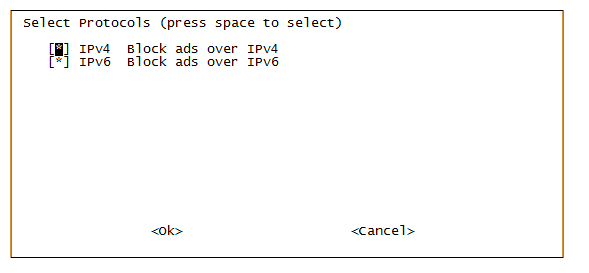 Select Protocols (press space to select)
[*] IPv4  Block ads over IPv4
[*] IPv6  Block ads over IPv6
<Ok> <Cancel>